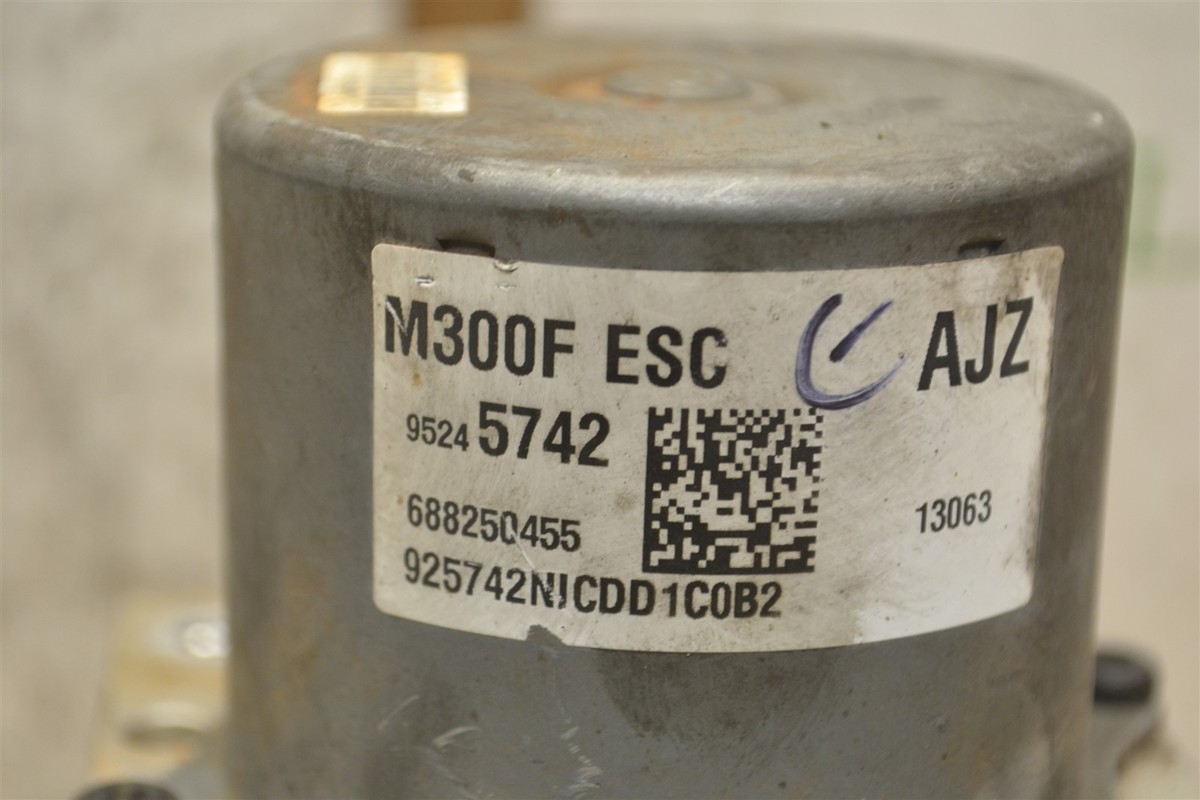 M300F ESC AJZ
9524 5742
688250455
13063
925742NICDD1C0B2